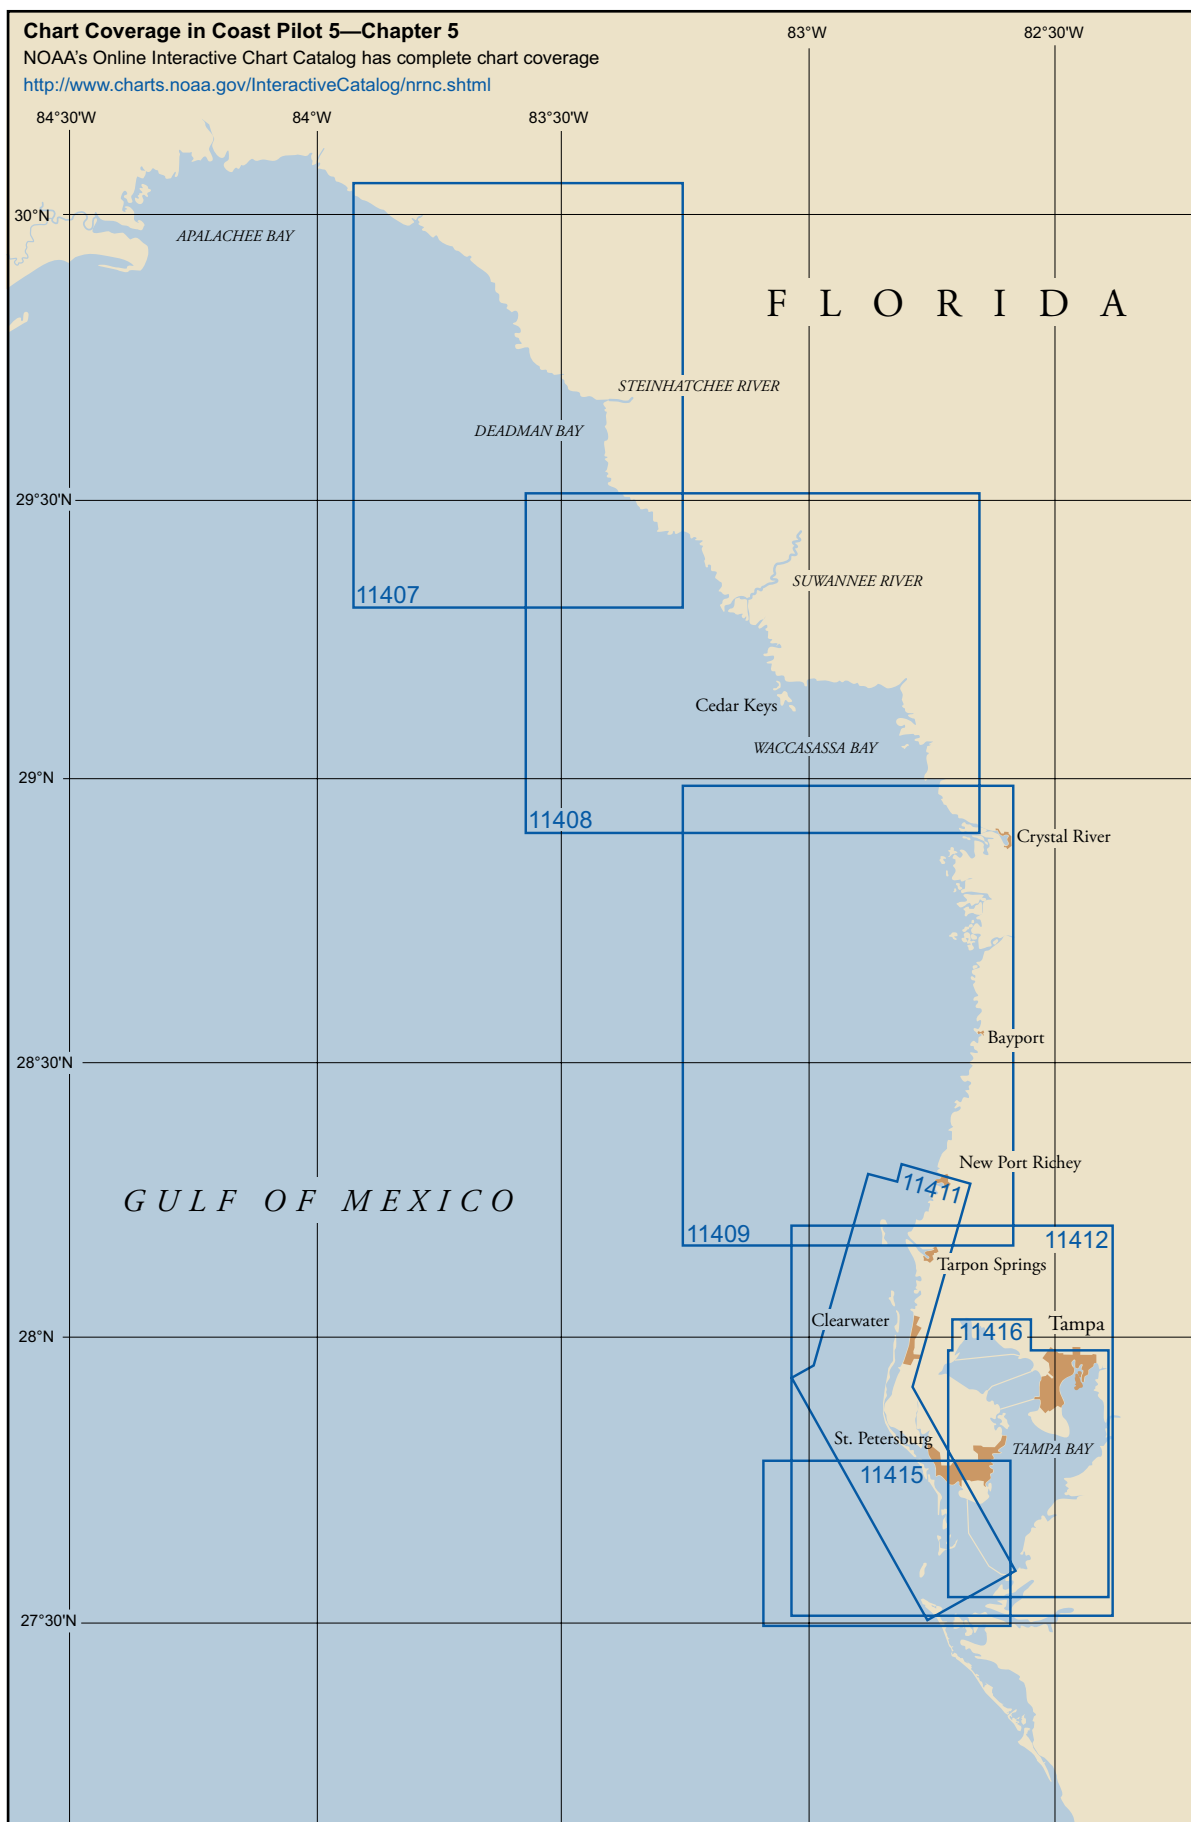 Chart Coverage in Coast Pilot 5—Chapter 5
NOAA's Online Interactive Chart Catalog has complete chart coverage
http://www.charts.noaa.gov/InteractiveCatalog/nrnc.shtml
83°W
82°30'W
84°30'W
84°W
83°30'W
30°N
APALACHEE BAY
FLORIDA
STEINHATCHEE RIVER
DEADMAN BAY
29°30'N
SUWANNEE RIVER
11407
Cedar Keys
WACCASASSA BAY
29°N
11408
Crystal River
Bayport
28°30'N
New Port Richey
11411
GULF OF MEXICO
11409
11412
Tarpon Springs
Clearwater
11416
Tampa
28°N
St. Petersburg
TAMPA BAY
11415
27°30'N